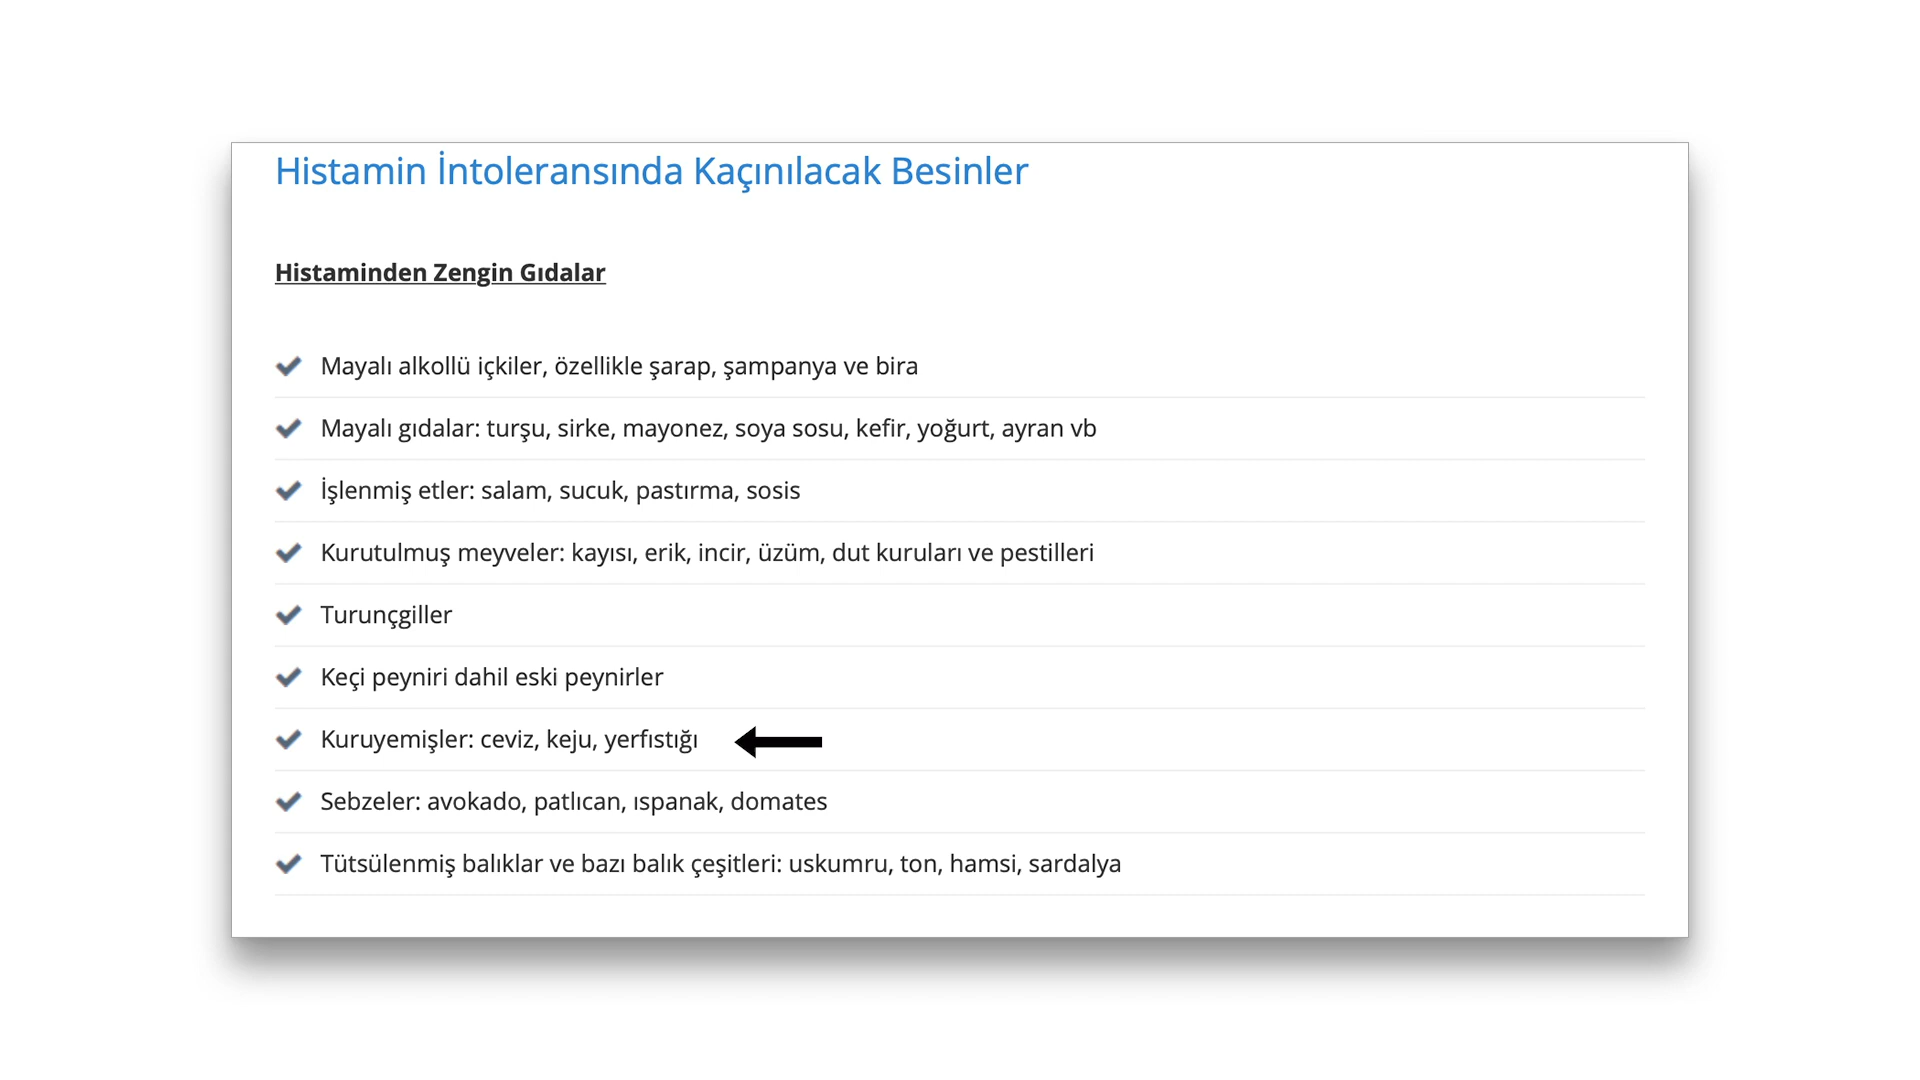 Histamin İntoleransında Kaçınılacak Besinler
Histaminden Zengin Gıdalar
Mayalı alkollü içkiler, özellikle şarap, şampanya ve bira
Mayalı gıdalar: turşu, sirke, mayonez, soya sosu, kefir, yoğurt, ayran vb
İşlenmiş etler: salam, sucuk, pastırma, sosis
Kurutulmuş meyveler: kayısı, erik, incir, üzüm, dut kuruları ve pestilleri
Turunçgiller
Keçi peyniri dahil eski peynirler
Kuruyemişler: ceviz, keju, yerfıstığı
Sebzeler: avokado, patlıcan, ıspanak, domates
Tütsülenmiş balıklar ve bazı balık çeşitleri: uskumru, ton, hamsi, sardalya